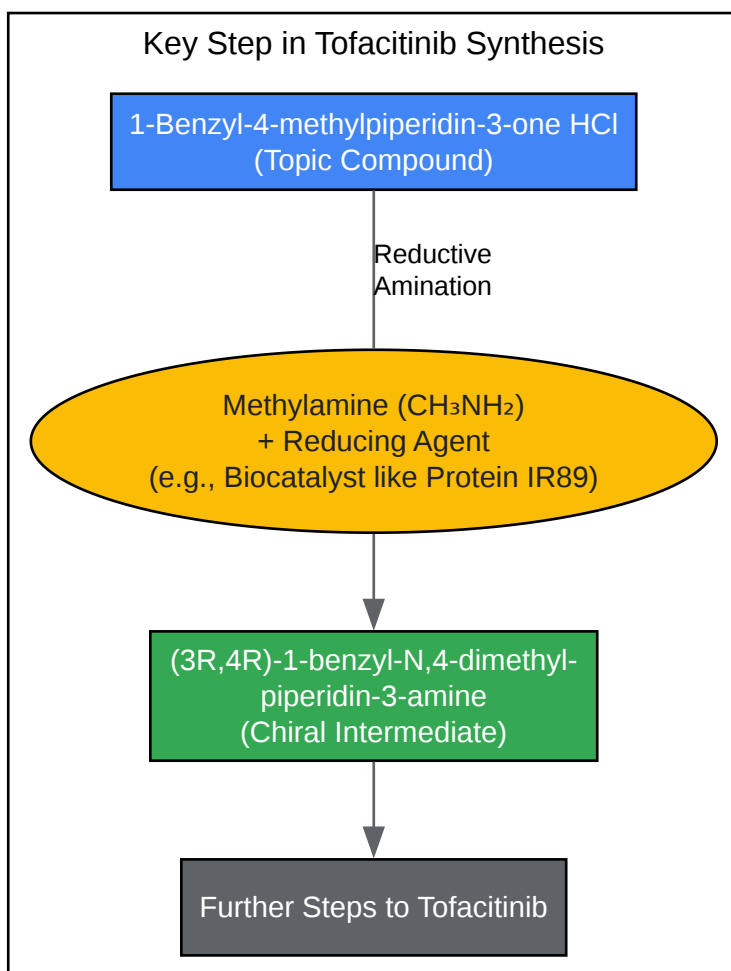 Key Step in Tofacitinib Synthesis
1-Benzyl-4-methylpiperidin-3-one HCl
(Topic Compound)
Reductive
Amination
Methylamine (CH₃NH₂)
+ Reducing Agent
(e.g., Biocatalyst like Protein IR89)
(3R,4R)-1-benzyl-N,4-dimethyl-
piperidin-3-amine
(Chiral Intermediate)
Further Steps to Tofacitinib